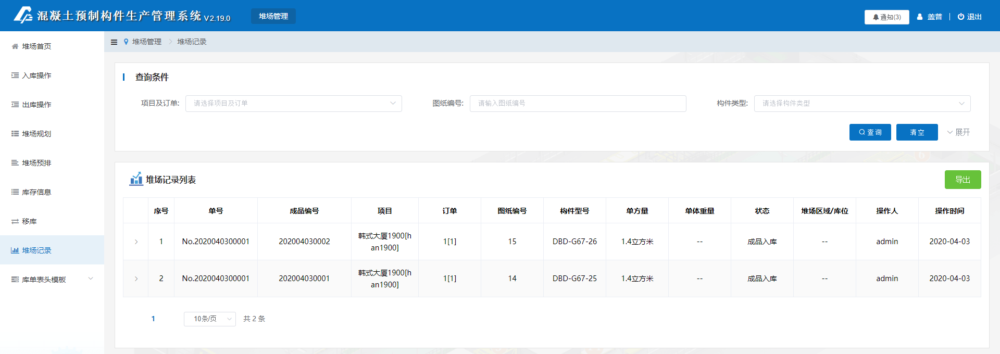 混凝土预制构件生产管理系统 V2.19.0
堆场管理
通知(3)
盖普
退出
堆场首页
入库操作
出库操作
堆场规划
堆场预排
库存信息
移库
堆场记录
库单表头模板
堆场管理 > 堆场记录
查询条件
项目及订单: 请选择项目及订单
图纸编号: 请输入图纸编号
构件类型: 请选择构件类型
查询 清空 展开
堆场记录列表
导出
序号 单号 成品编号 项目 订单 图纸编号 构件型号 单方量 单体重量 状态 堆场区域/库位 操作人 操作时间
1 No.2020040300001 202004030002 韩式大厦1900[h
an1900] 1[1] 15 DBD-G67-26 1.4立方米 -- 成品入库 -- admin 2020-04-03
2 No.2020040300001 202004030001 韩式大厦1900[h
an1900] 1[1] 14 DBD-G67-25 1.4立方米 -- 成品入库 -- admin 2020-04-03
1 10条/页 共 2 条